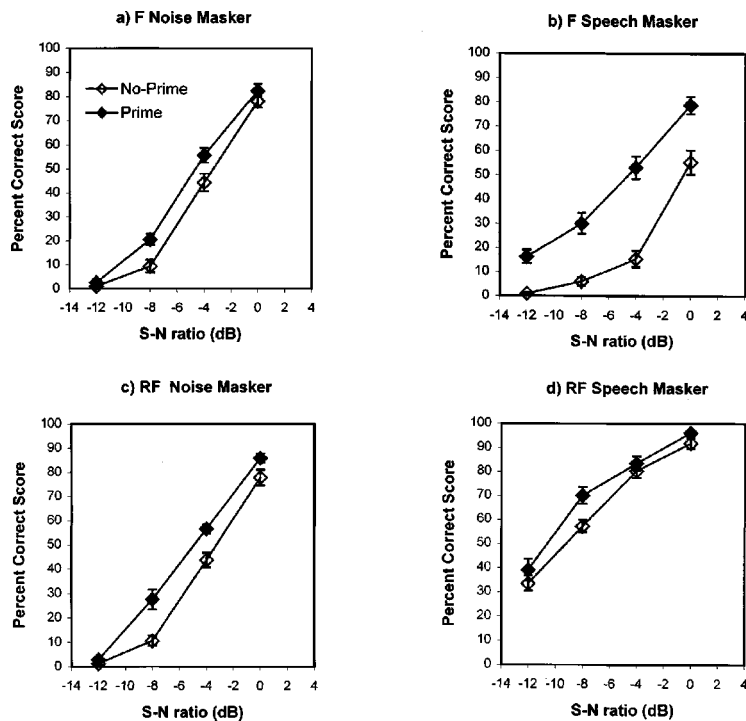 a) F Noise Masker
Percent Correct Score
100
90
80
70
60
50
40
30
20
10
0
No-Prime
Prime
-14 -12 -10 -8 -6 -4 -2 0 2 4
S-N ratio (dB)
b) F Speech Masker
Percent Correct Score
100
90
80
70
60
50
40
30
20
10
0
-14 -12 -10 -8 -6 -4 -2 0 2 4
S-N ratio (dB)
c) RF Noise Masker
Percent Correct Score
100
90
80
70
60
50
40
30
20
10
0
-14 -12 -10 -8 -6 -4 -2 0 2 4
S-N ratio (dB)
d) RF Speech Masker
Percent Correct Score
100
90
80
70
60
50
40
30
20
10
0
-14 -12 -10 -8 -6 -4 -2 0 2 4
S-N ratio (dB)